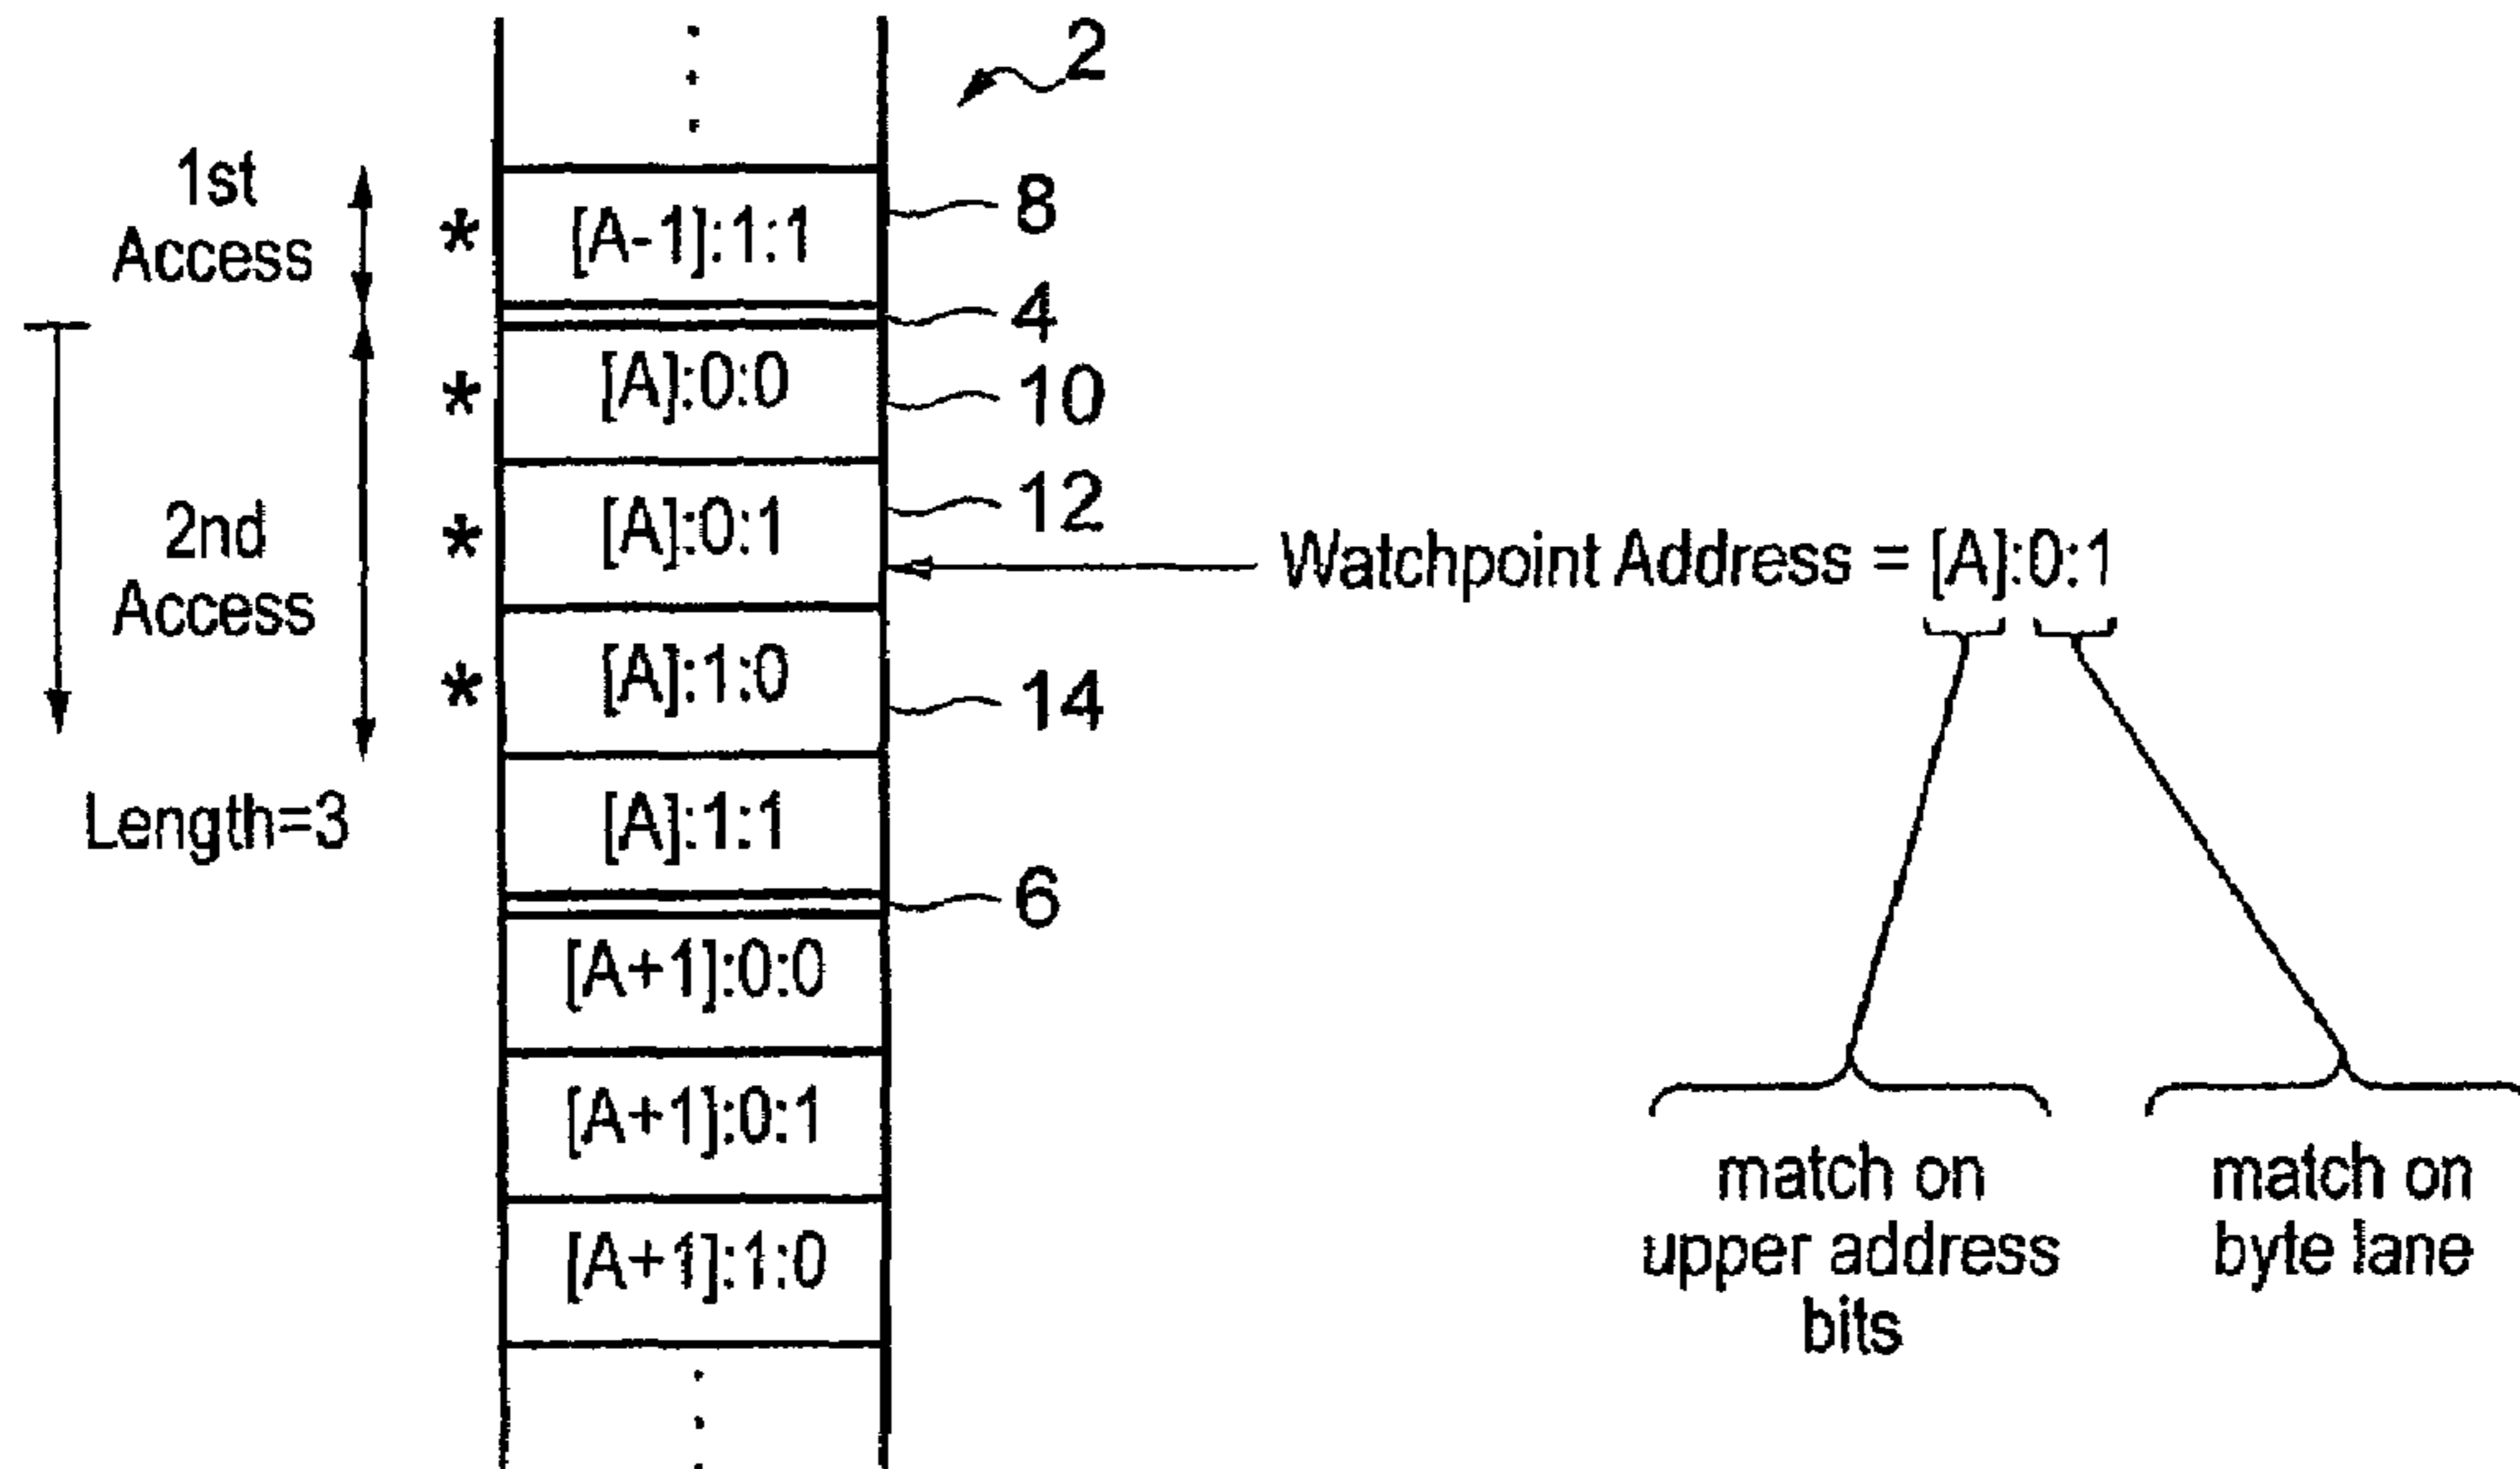 2
1st
Access
* [A-1]:1:1 8
4
* [A]:0:0 10
* [A]:0:1 12
2nd
Access
Watchpoint Address = [A]:0:1
* [A]:1:0 14
Length=3
[A]:1:1
6
[A+1]:0:0
[A+1]:0:1
[A+1]:1:0
match on
upper address
bits
match on
byte lane